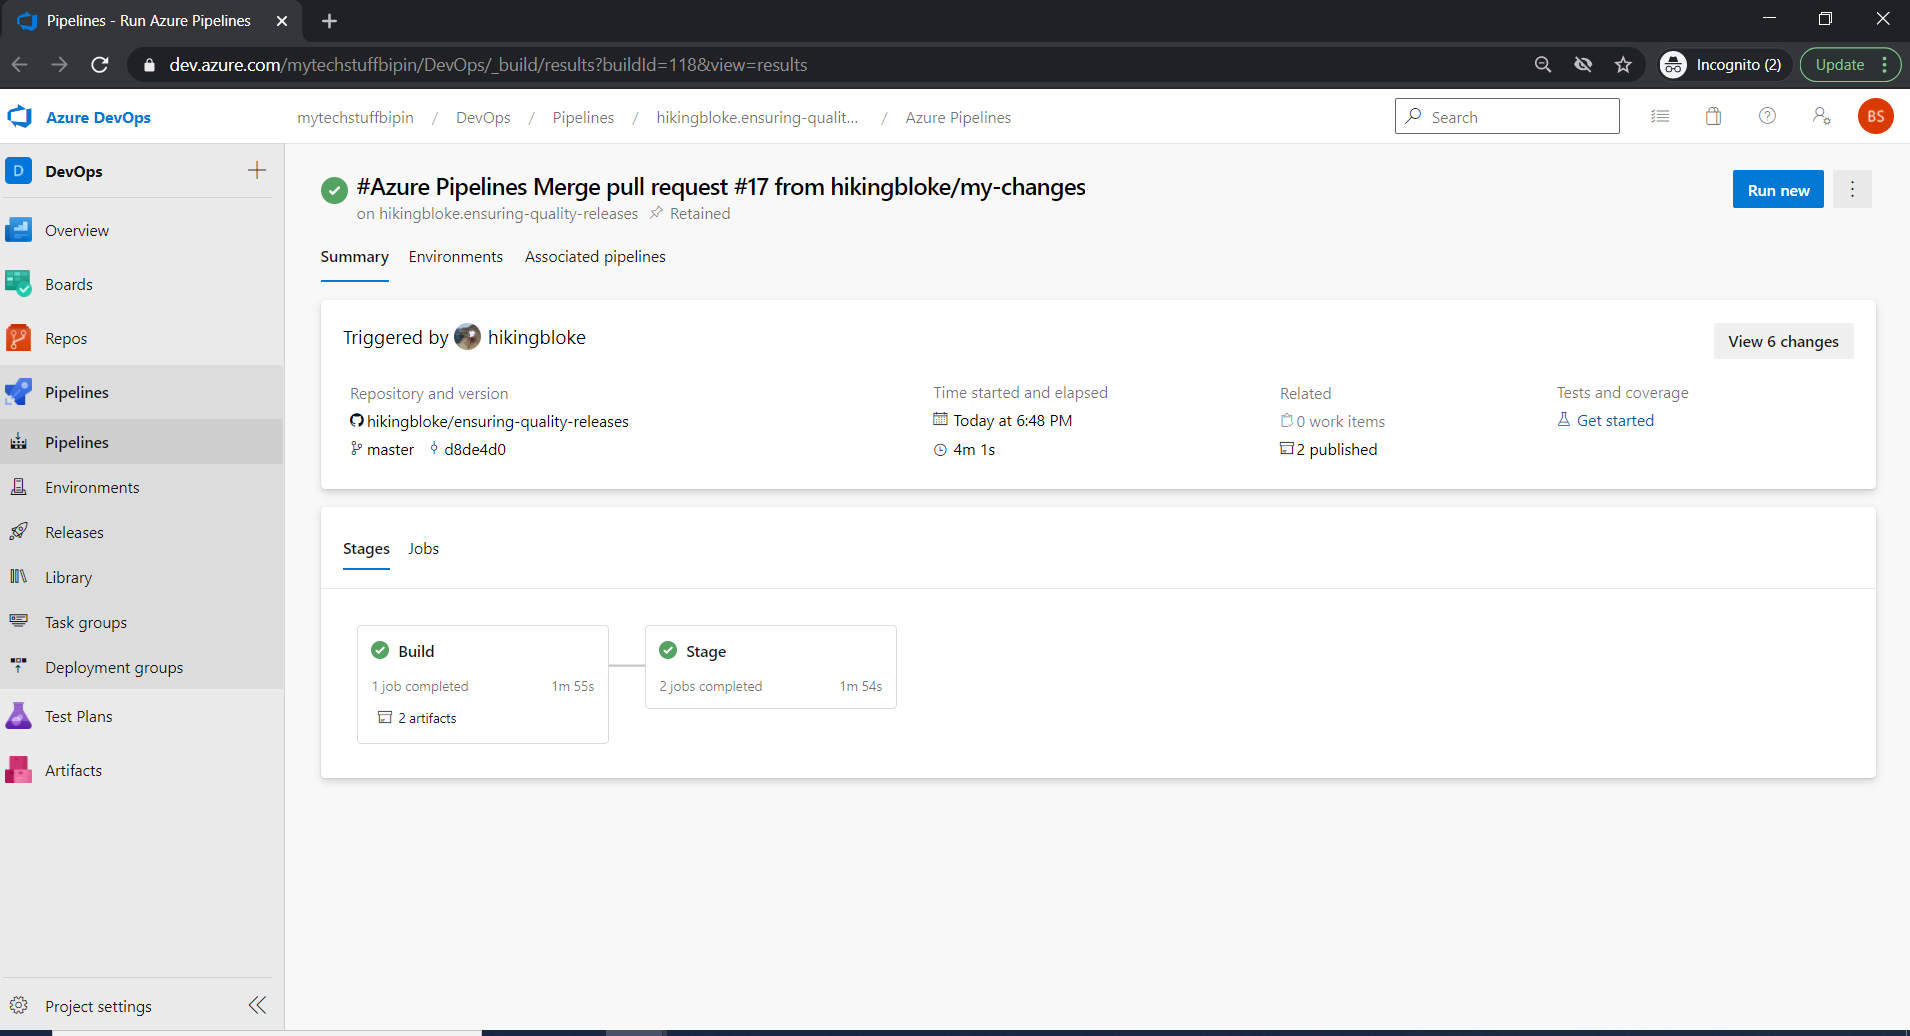 Pipelines - Run Azure Pipelines
dev.azure.com/mytechstuffbipin/DevOps/_build/results?buildId=118&view=results
Incognito (2)
Update
Azure DevOps
mytechstuffbipin / DevOps / Pipelines / hikingbloke.ensuring-qualit... / Azure Pipelines
Search
BS
D DevOps
Overview
Boards
Repos
Pipelines
Pipelines
Environments
Releases
Library
Task groups
Deployment groups
Test Plans
Artifacts
Project settings
#Azure Pipelines Merge pull request #17 from hikingbloke/my-changes
on hikingbloke.ensuring-quality-releases Retained
Run new
Summary Environments Associated pipelines
Triggered by hikingbloke
View 6 changes
Repository and version
hikingbloke/ensuring-quality-releases
master d8de4d0
Time started and elapsed
Today at 6:48 PM
4m 1s
Related
0 work items
2 published
Tests and coverage
Get started
Stages Jobs
Build
1 job completed 1m 55s
2 artifacts
Stage
2 jobs completed 1m 54s